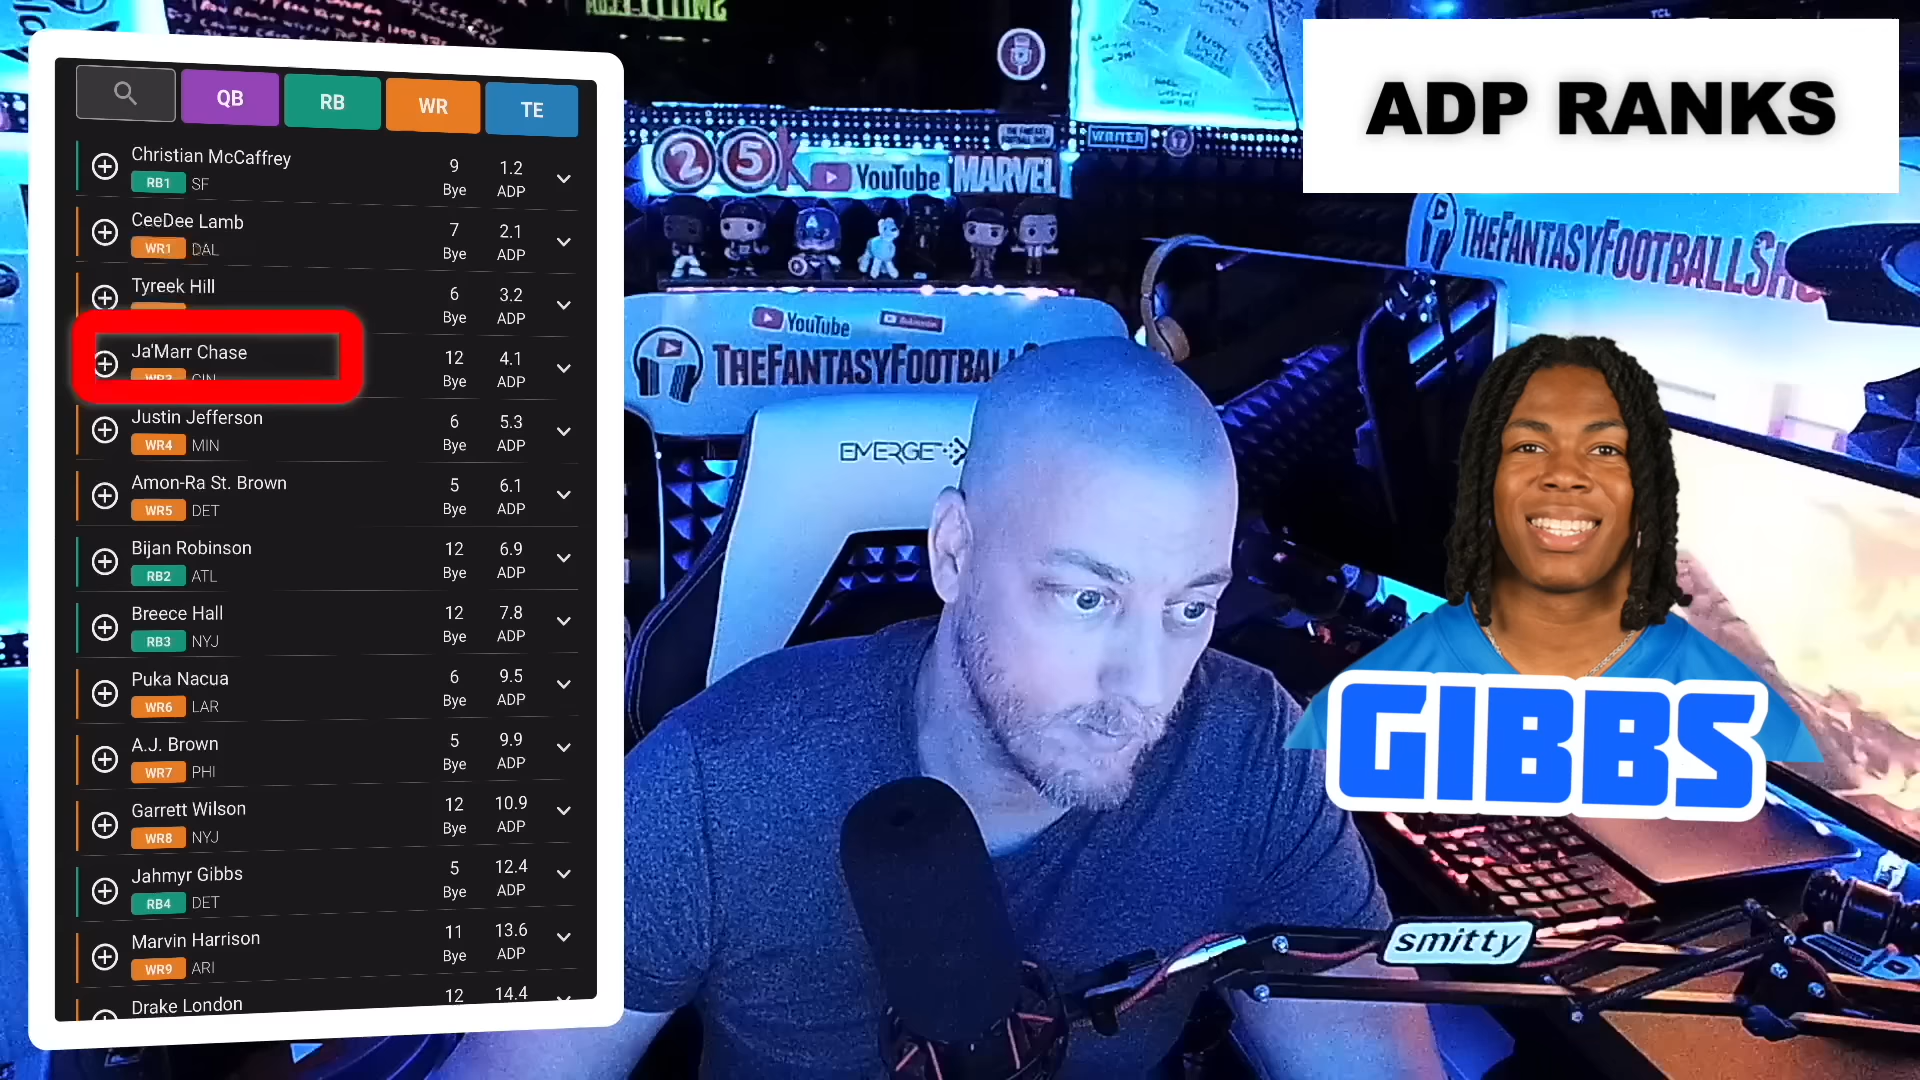 SMITTY
ADP RANKS
QB
RB
WR
TE
Christian McCaffrey
RB1 SF
9 Bye
1.2 ADP
CeeDee Lamb
WR1 DAL
7 Bye
2.1 ADP
Tyreek Hill
6 Bye
3.2 ADP
Ja'Marr Chase
WR3 CIN
12 Bye
4.1 ADP
Justin Jefferson
WR4 MIN
6 Bye
5.3 ADP
Amon-Ra St. Brown
WR5 DET
5 Bye
6.1 ADP
Bijan Robinson
RB2 ATL
12 Bye
6.9 ADP
Breece Hall
RB3 NYJ
12 Bye
7.8 ADP
Puka Nacua
WR6 LAR
6 Bye
9.5 ADP
A.J. Brown
WR7 PHI
5 Bye
9.9 ADP
Garrett Wilson
WR8 NYJ
12 Bye
10.9 ADP
Jahmyr Gibbs
RB4 DET
5 Bye
12.4 ADP
Marvin Harrison
WR9 ARI
11 Bye
13.6 ADP
Drake London
12
14.4
25K
YouTube
MARVEL
WRITER
YouTube
THEFANTASYFOOTBALL
THEFANTASYFOOTBALLSHO
EMERGE
GIBBS
smitty
TCL